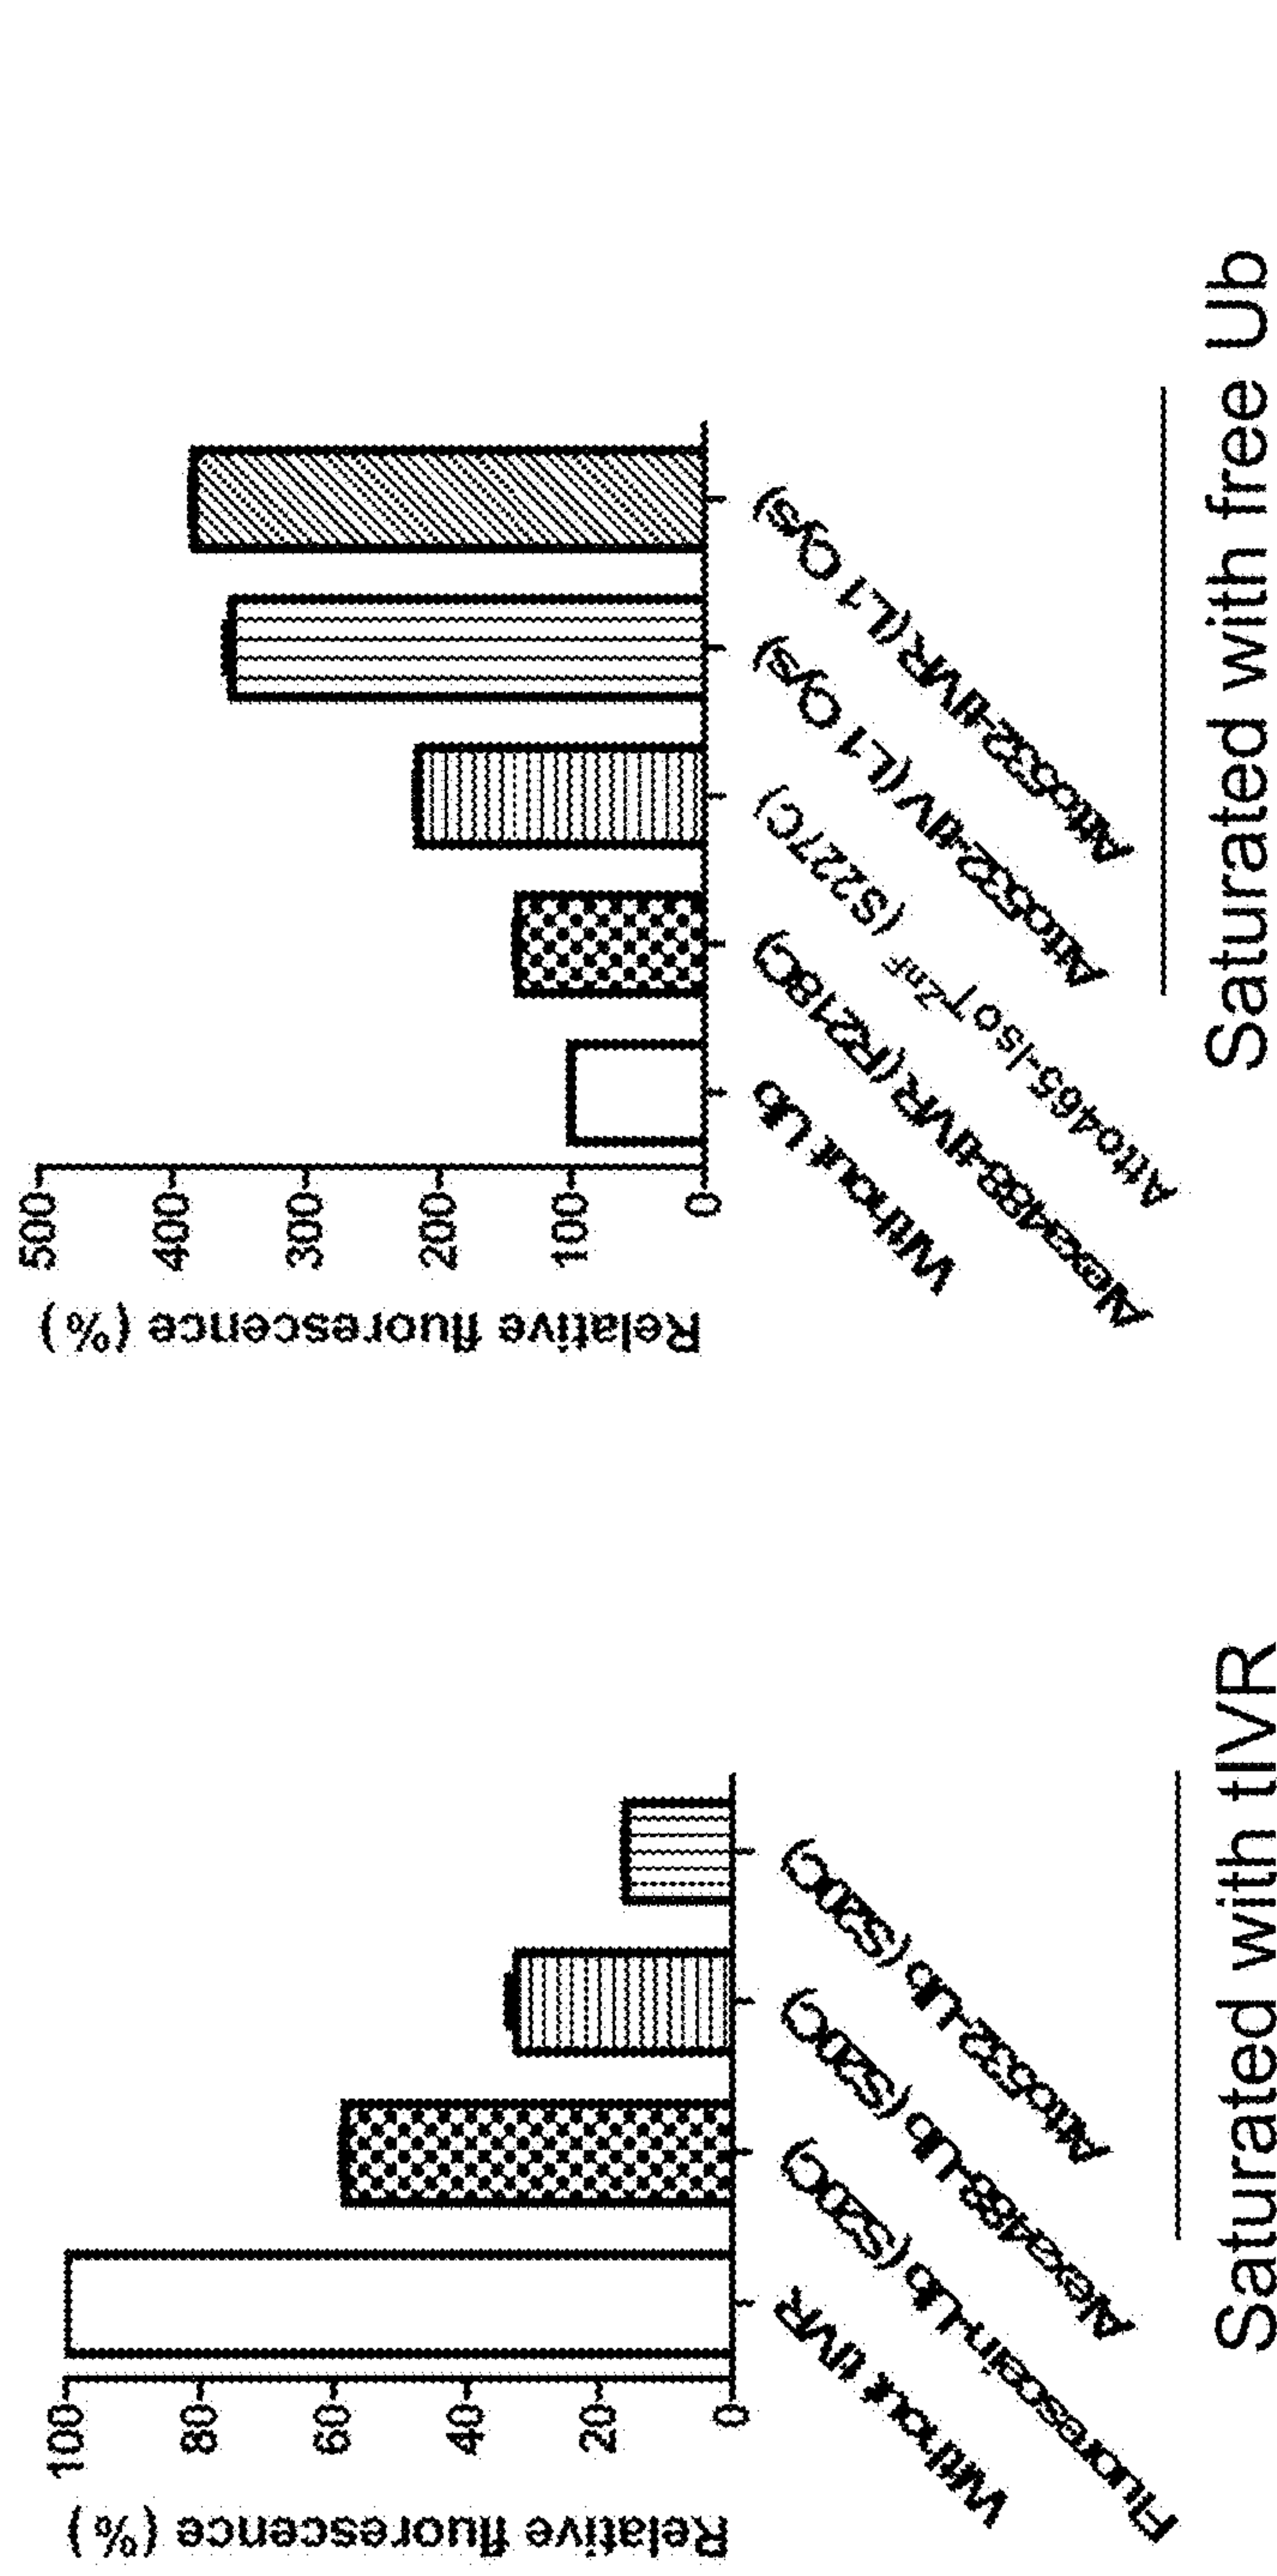 Relative fluorescence (%)
100
80
60
40
20
0
Without tIVR
Fluorescein-Ub (S20C)
Alexa488-Ub (S20C)
Atto532-Ub (S20C)
Saturated with tIVR
Relative fluorescence (%)
500
400
300
200
100
0
Without Ub
Alexa488-tIVR (R218C)
Atto465-IsoT^ZnF (S227C)
Atto532-tIV (L1 Cys)
Atto532-tIVR (L1 Cys)
Saturated with free Ub